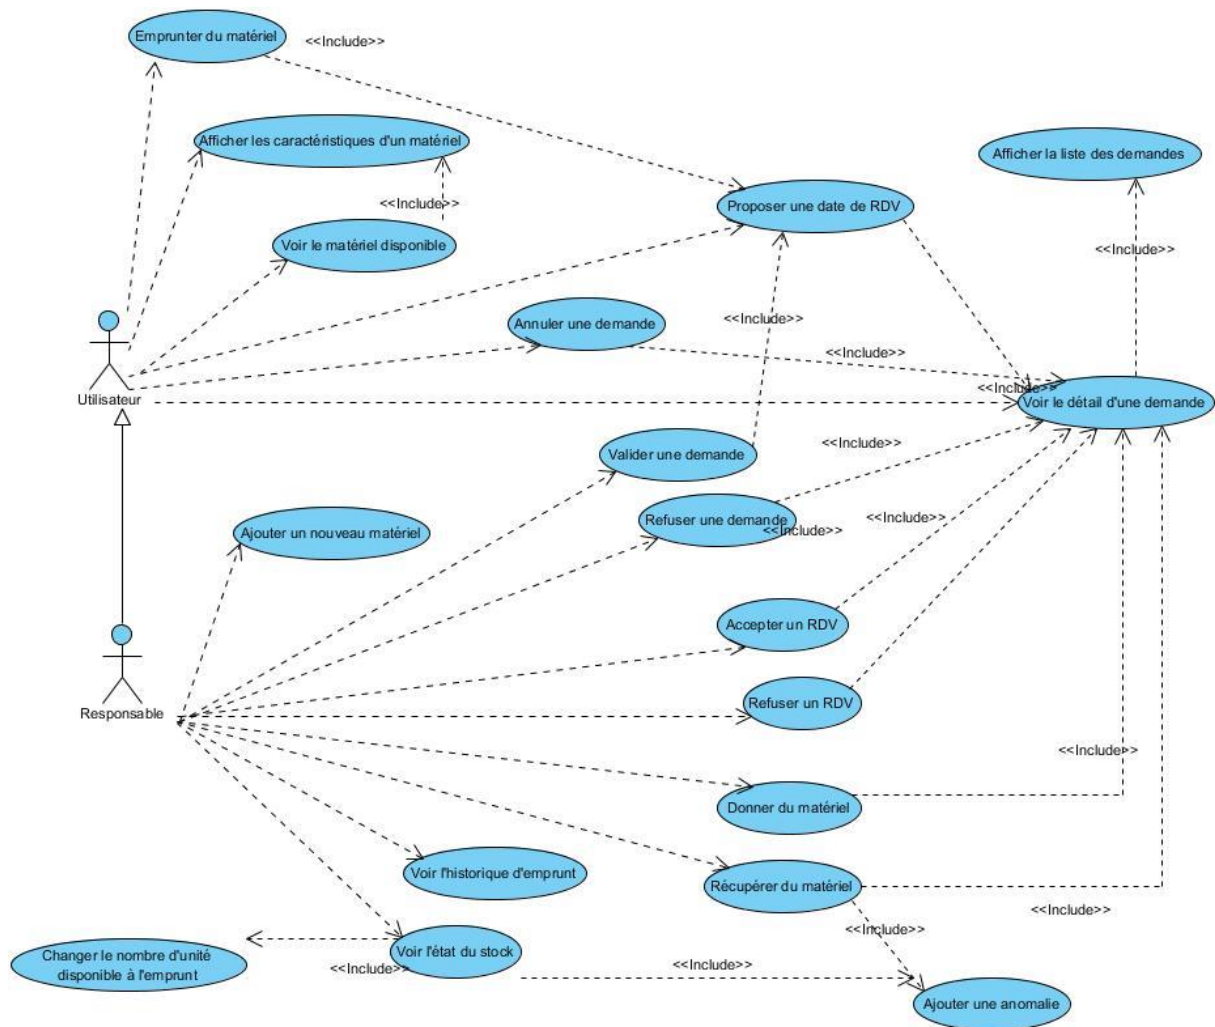 Emprunter du matériel
<<Include>>
Afficher les caractéristiques d'un matériel
Afficher la liste des demandes
<<Include>>
Proposer une date de RDV
Voir le matériel disponible
<<Include>>
Annuler une demande
<<Include>>
<<Include>>
<<Include>>
Utilisateur
Voir le détail d'une demande
<<Include>>
Valider une demande
Refuser une demande
<<Include>>
<<Include>>
Ajouter un nouveau matériel
Accepter un RDV
Refuser un RDV
Responsable
<<Include>>
Donner du matériel
Voir l'historique d'emprunt
Récupérer du matériel
<<Include>>
<<Include>>
Changer le nombre d'unité
disponible à l'emprunt
Voir l'état du stock
<<Include>>
<<Include>>
Ajouter une anomalie